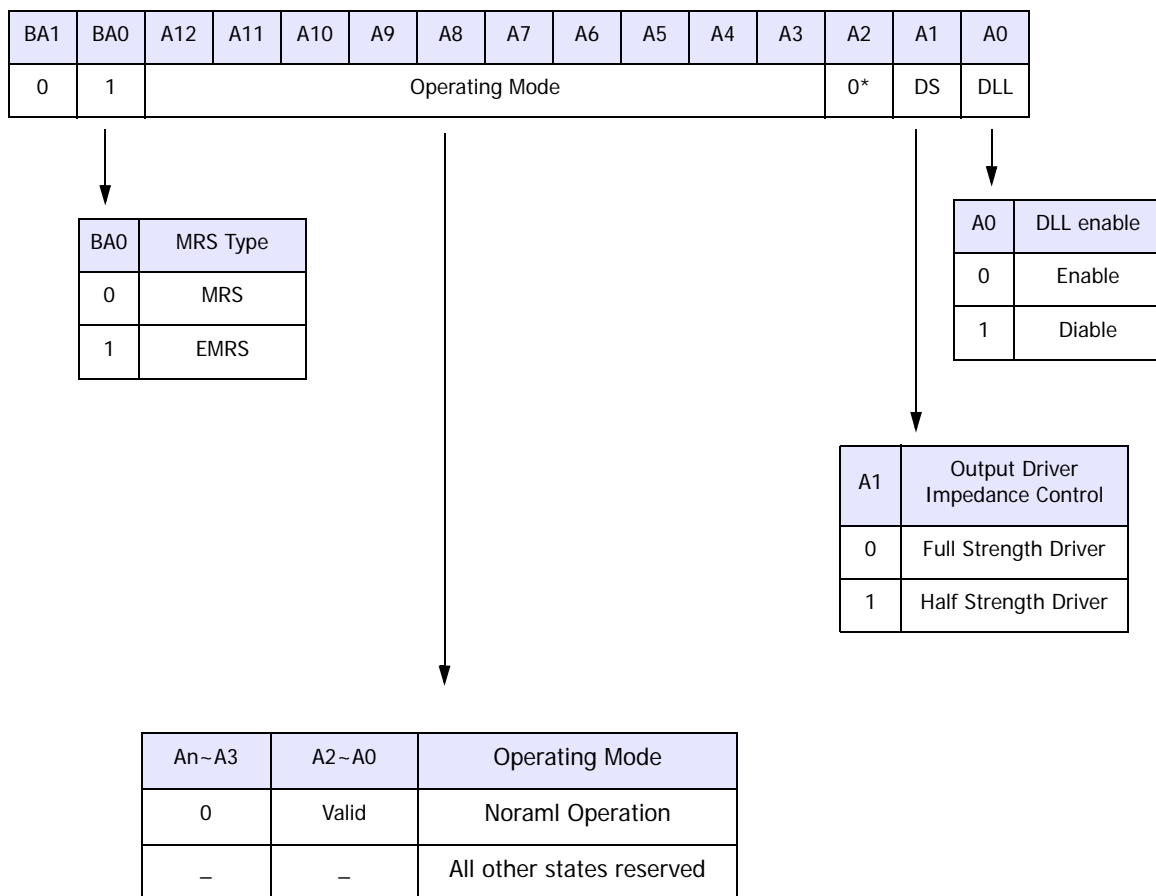 BA1 BA0 A12 A11 A10 A9 A8 A7 A6 A5 A4 A3 A2 A1 A0
0 1 Operating Mode 0* DS DLL
BA0 MRS Type
0 MRS
1 EMRS
A0 DLL enable
0 Enable
1 Diable
A1 Output Driver
Impedance Control
0 Full Strength Driver
1 Half Strength Driver
An~A3 A2~A0 Operating Mode
0 Valid Noraml Operation
_ _ All other states reserved